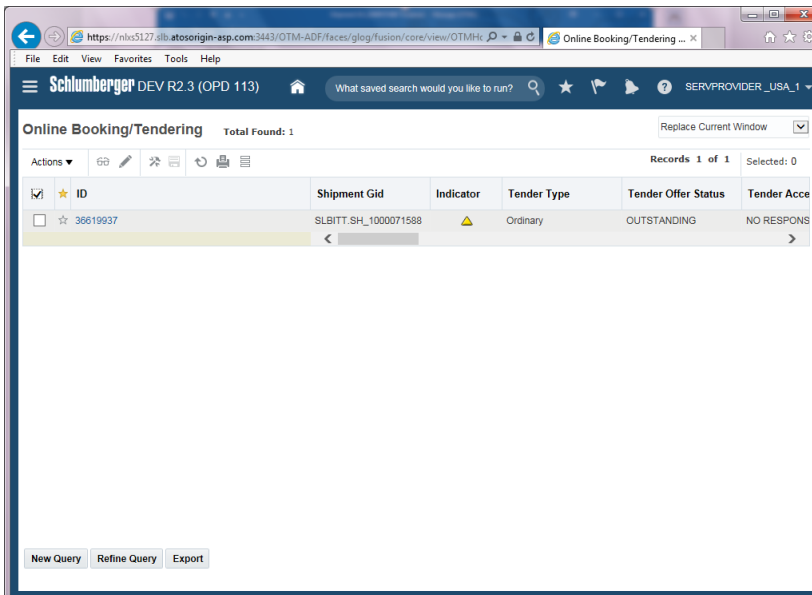 https://nlxs5127.slb.atosorigin-asp.com:3443/OTM-ADF/faces/glog/fusion/core/view/OTMHc
Online Booking/Tendering ...
File Edit View Favorites Tools Help
Schlumberger DEV R2.3 (OPD 113) What saved search would you like to run? SERVPROVIDER_USA_1
Online Booking/Tendering Total Found: 1 Replace Current Window
Actions Records 1 of 1 Selected: 0
ID Shipment Gid Indicator Tender Type Tender Offer Status Tender Acce
36619937 SLBITT.SH_1000071588 Ordinary OUTSTANDING NO RESPONS
New Query Refine Query Export